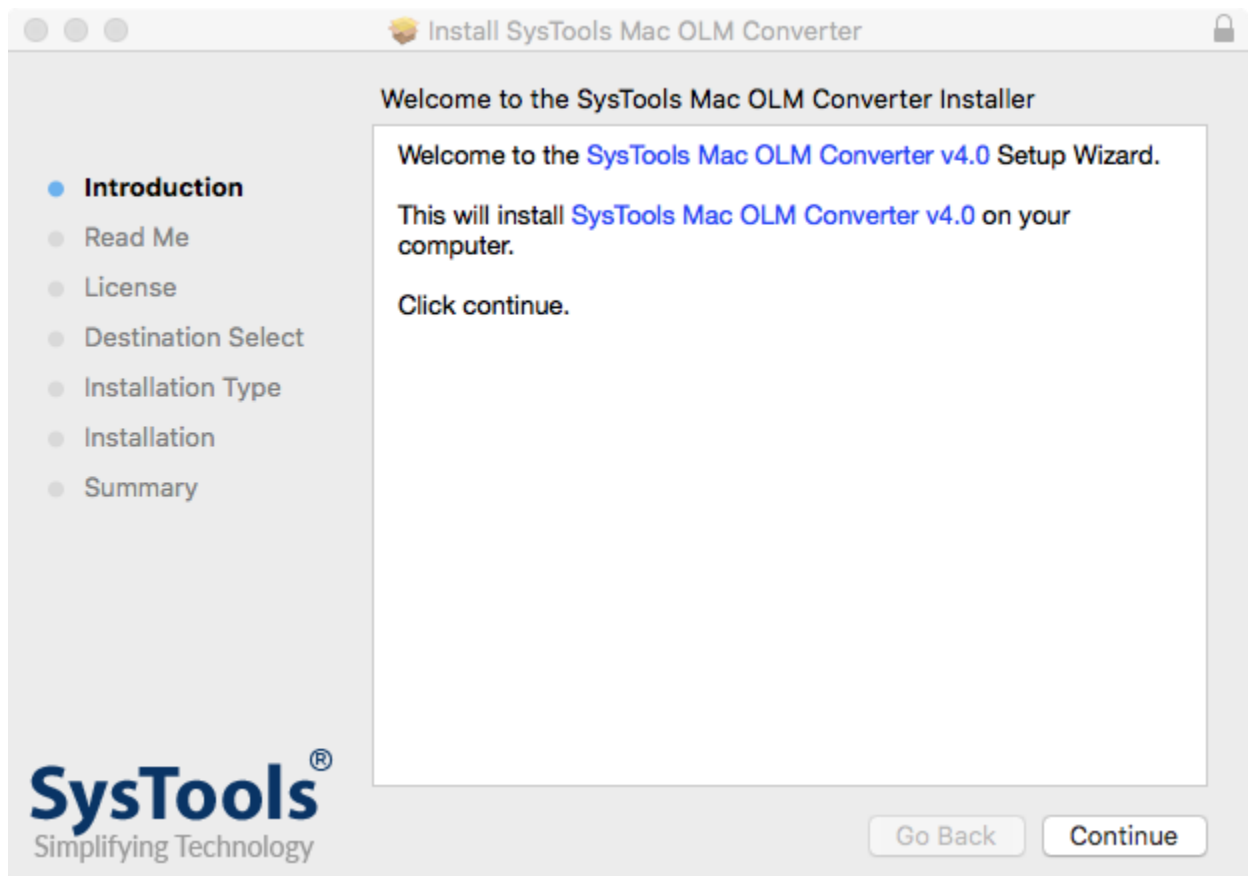 Install SysTools Mac OLM Converter
Welcome to the SysTools Mac OLM Converter Installer
Introduction
Read Me
License
Destination Select
Installation Type
Installation
Summary
Welcome to the SysTools Mac OLM Converter v4.0 Setup Wizard.
This will install SysTools Mac OLM Converter v4.0 on your
computer.
Click continue.
SysTools®
Simplifying Technology
Go Back
Continue